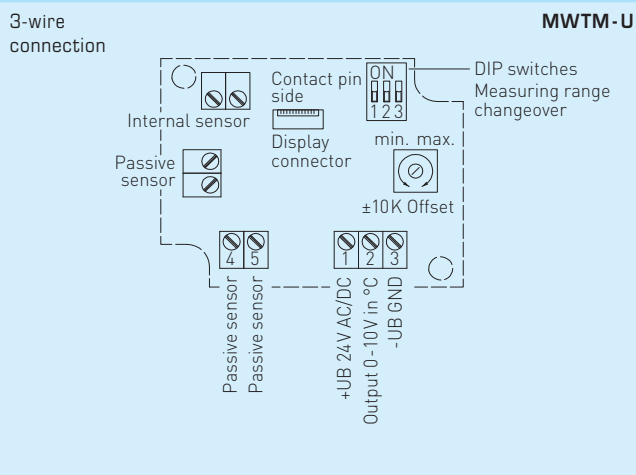 3-wire
connection
MWTM-U
Contact pin
side
ON
1 2 3
DIP switches
Measuring range
changeover
Internal sensor
Display
connector
min. max.
Passive
sensor
±10K Offset
4 5
1 2 3
Passive sensor
Passive sensor
+UB 24V AC/DC
Output 0-10V in °C
-UB GND